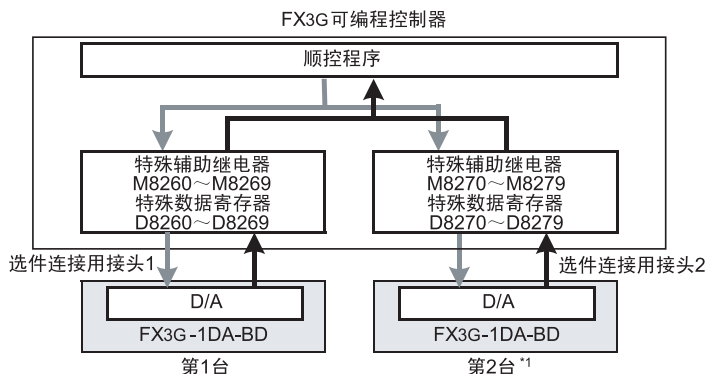 FX3G可编程控制器
顺控程序
特殊辅助继电器
M8260～M8269
特殊数据寄存器
D8260～D8269
特殊辅助继电器
M8270～M8279
特殊数据寄存器
D8270～D8279
选件连接用接头1
选件连接用接头2
D/A
FX3G-1DA-BD
第1台
D/A
FX3G-1DA-BD
第2台 *1